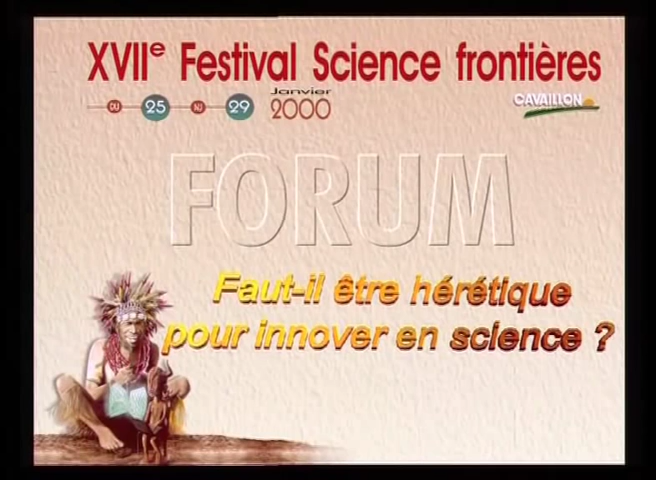 XVIIe Festival Science frontières
DU 25 AU 29 Janvier 2000
CAVAILLON
FORUM
Faut-il être hérétique
pour innover en science ?